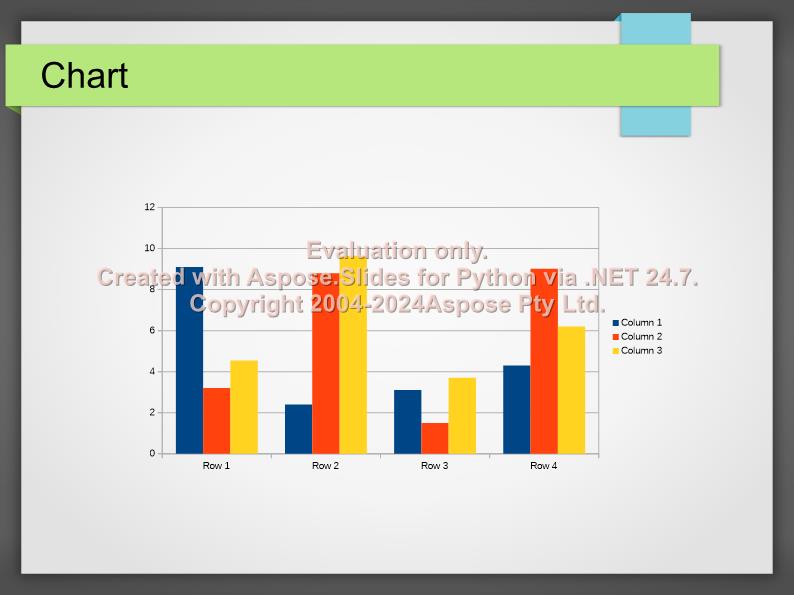 Chart
12
10
8
6
4
2
0
Evaluation only.
Created with Aspose.Slides for Python via .NET 24.7.
Copyright 2004-2024Aspose Pty Ltd.
Column 1
Column 2
Column 3
Row 1
Row 2
Row 3
Row 4